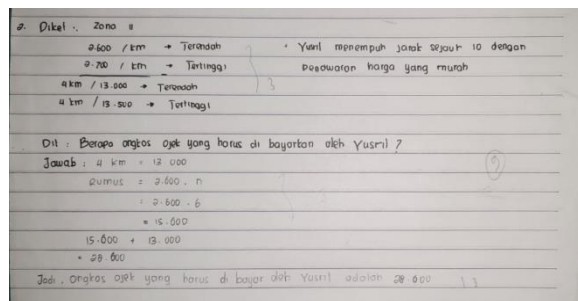 2. Diket : Zona II
2.600 / km → Terendah • Yusril menempuh jarak sejauh 10 dengan
2.700 / km → Tertinggi penawaran harga yang murah
4 km / 13.000 → Terendah 3
4 km / 13.500 → Tertinggi
Dit : Berapa ongkos ojek yang harus di bayarkan oleh Yusril ?
Jawab : 4 km = 13 000
Rumus = 2.600 . n
= 2.600 . 6
= 15.600
15.600 + 13.000
= 28.600
Jadi, ongkos ojek yang harus di bayar oleh Yusril adalah 28.600